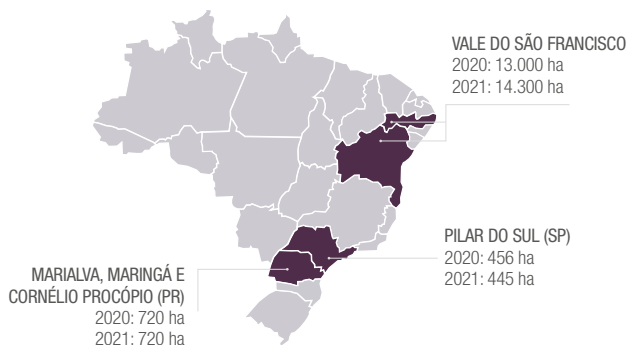 VALE DO SÃO FRANCISCO
2020: 13.000 ha
2021: 14.300 ha
PILAR DO SUL (SP)
2020: 456 ha
2021: 445 ha
MARIALVA, MARINGÁ E
CORNÉLIO PROCÓPIO (PR)
2020: 720 ha
2021: 720 ha